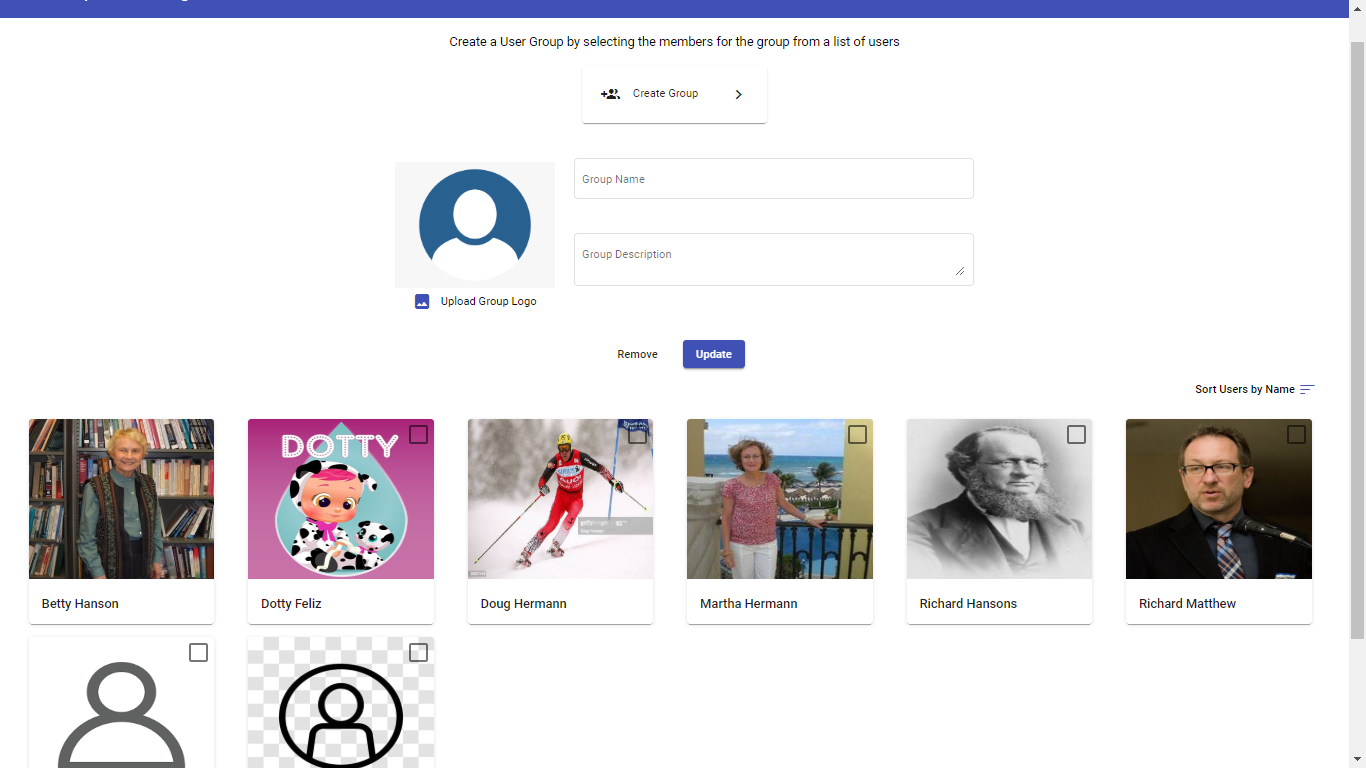 Create a User Group by selecting the members for the group from a list of users
Create Group
Group Name
Group Description
Upload Group Logo
Remove
Update
Sort Users by Name
DOTTY
Betty Hanson
Dotty Feliz
Doug Hermann
Martha Hermann
Richard Hansons
Richard Matthew